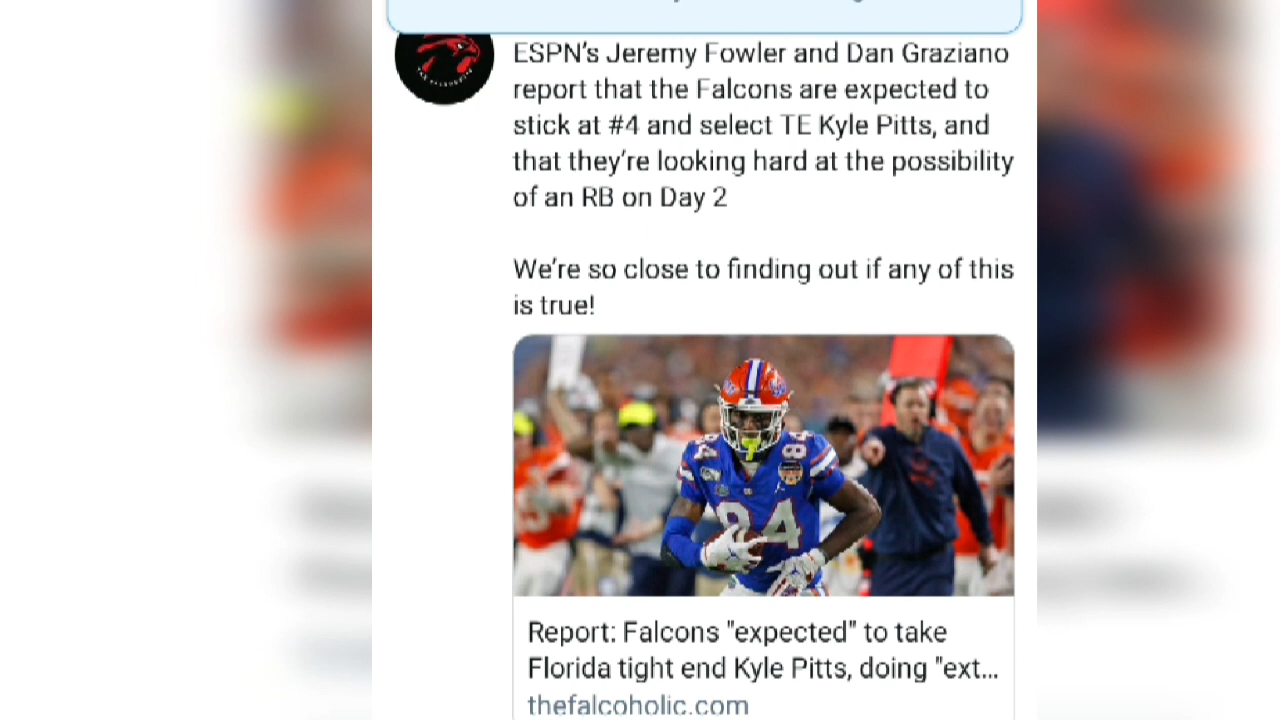 ESPN's Jeremy Fowler and Dan Graziano
report that the Falcons are expected to
stick at #4 and select TE Kyle Pitts, and
that they're looking hard at the possibility
of an RB on Day 2
We're so close to finding out if any of this
is true!
84
84
Report: Falcons "expected" to take
Florida tight end Kyle Pitts, doing "ext...
thefalcoholic.com